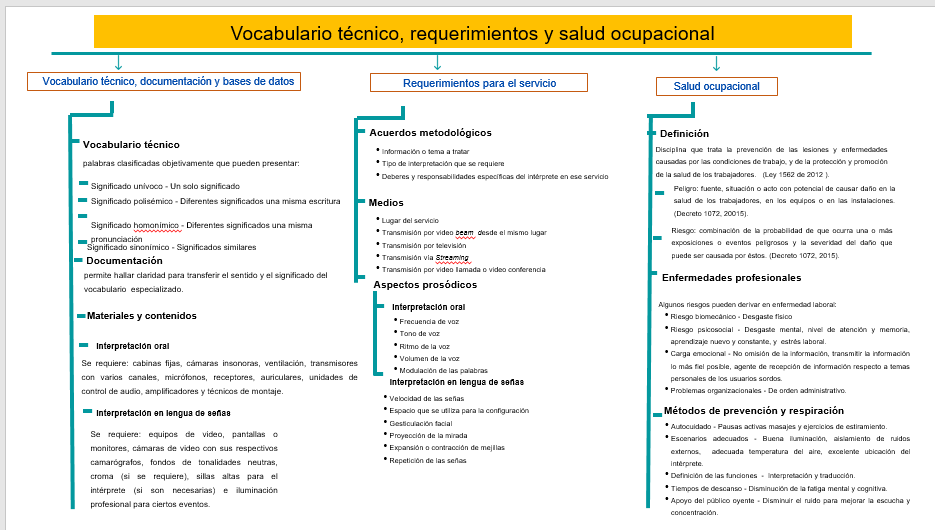 Vocabulario técnico, requerimientos y salud ocupacional
Vocabulario técnico, documentación y bases de datos
Vocabulario técnico
palabras clasificadas objetivamente que pueden presentar:
Significado unívoco - Un solo significado
Significado polisémico - Diferentes significados una misma escritura
Significado homonímico - Diferentes significados una misma
pronunciación
Significado sinonímico - Significados similares
Documentación
permite hallar claridad para transferir el sentido y el significado del
vocabulario especializado.
Materiales y contenidos
Interpretación oral
Se requiere: cabinas fijas, cámaras insonoras, ventilación, transmisores
con varios canales, micrófonos, receptores, auriculares, unidades de
control de audio, amplificadores y técnicos de montaje.
Interpretación en lengua de señas
Se requiere: equipos de video, pantallas o
monitores, cámaras de video con sus respectivos
camarógrafos, fondos de tonalidades neutras,
croma (si se requiere), sillas altas para el
intérprete (si son necesarias) e iluminación
profesional para ciertos eventos.
Requerimientos para el servicio
Acuerdos metodológicos
• Información o tema a tratar
• Tipo de interpretación que se requiere
• Deberes y responsabilidades específicas del intérprete en ese servicio
Medios
• Lugar del servicio
• Transmisión por video beam desde el mismo lugar
• Transmisión por televisión
• Transmisión vía Streaming
• Transmisión por video llamada o video conferencia
Aspectos prosódicos
Interpretación oral
• Frecuencia de voz
• Tono de voz
• Ritmo de la voz
• Volumen de la voz
• Modulación de las palabras
Interpretación en lengua de señas
• Velocidad de las señas
• Espacio que se utiliza para la configuración
• Gesticulación facial
• Proyección de la mirada
• Expansión o contracción de mejillas
• Repetición de las señas
Salud ocupacional
Definición
Disciplina que trata la prevención de las lesiones y enfermedades
causadas por las condiciones de trabajo, y de la protección y promoción
de la salud de los trabajadores. (Ley 1562 de 2012 ).
Peligro: fuente, situación o acto con potencial de causar daño en la
salud de los trabajadores, en los equipos o en las instalaciones.
(Decreto 1072, 20015).
Riesgo: combinación de la probabilidad de que ocurra una o más
exposiciones o eventos peligrosos y la severidad del daño que
puede ser causada por éstos. (Decreto 1072, 2015).
Enfermedades profesionales
Algunos riesgos pueden derivar en enfermedad laboral:
• Riesgo biomecánico - Desgaste físico
• Riesgo psicosocial - Desgaste mental, nivel de atención y memoria,
aprendizaje nuevo y constante, y estrés laboral.
• Carga emocional - No omisión de la información, transmitir la información
lo más fiel posible, agente de recepción de información respecto a temas
personales de los usuarios sordos.
• Problemas organizacionales - De orden administrativo.
Métodos de prevención y respiración
• Autocuidado - Pausas activas masajes y ejercicios de estiramiento.
• Escenarios adecuados - Buena iluminación, aislamiento de ruidos
externos, adecuada temperatura del aire, excelente ubicación del
intérprete.
• Definición de las funciones - Interpretación y traducción.
• Tiempos de descanso - Disminución de la fatiga mental y cognitiva.
• Apoyo del público oyente - Disminuir el ruido para mejorar la escucha y
concentración.